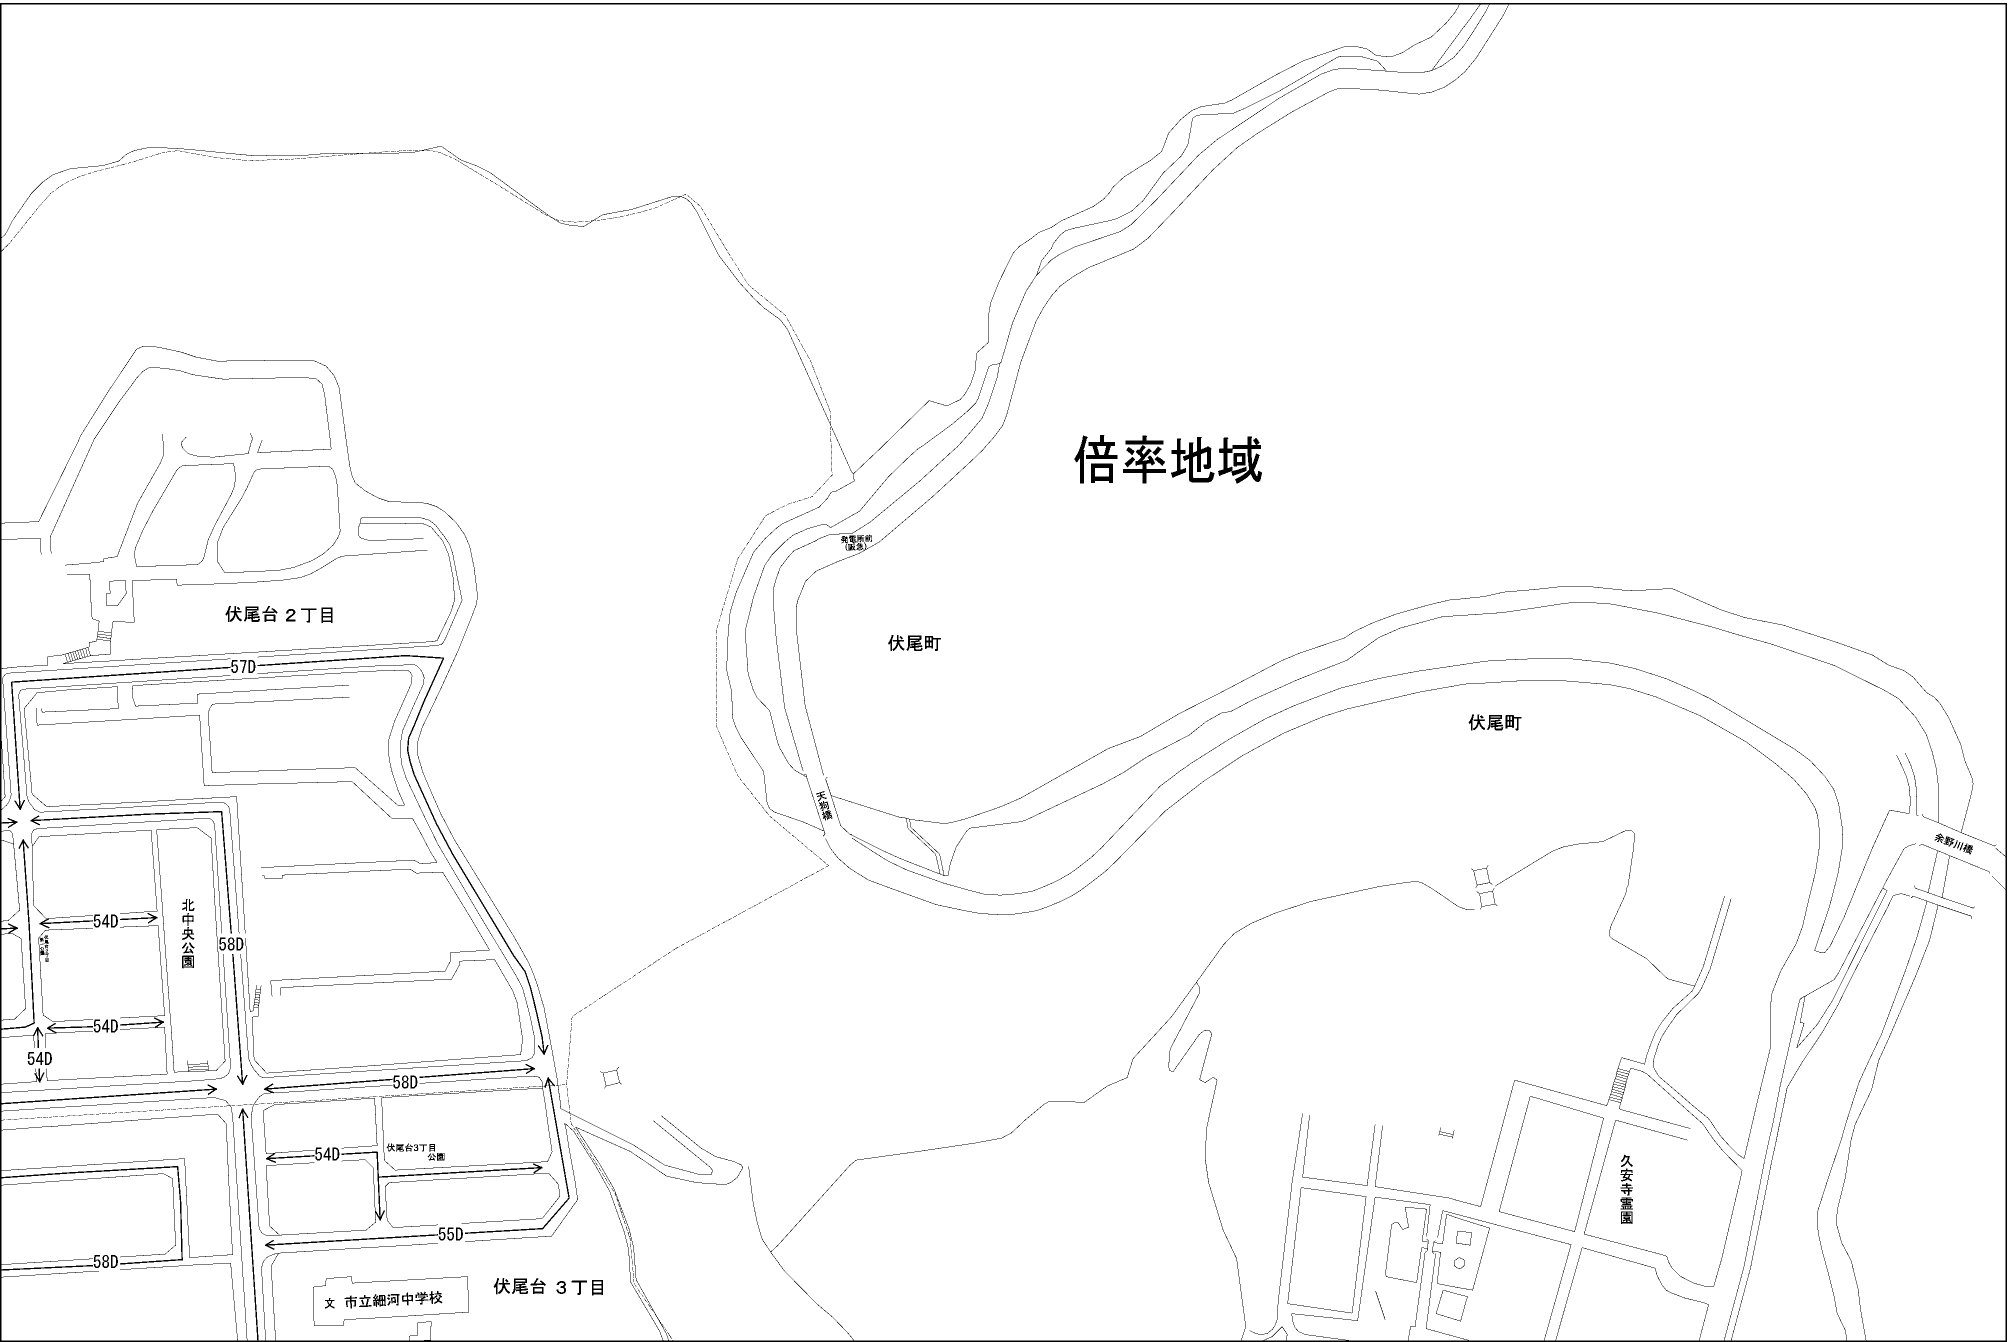 倍率地域
発電所前
(阪急)
伏尾台 2 丁目
伏尾町
57D
伏尾町
天狗橋
余野川橋
北中央公園
54D
58D
54D
54D
58D
54D
伏尾台3丁目
公園
久安寺霊園
55D
58D
伏尾台 3 丁目
文 市立細河中学校